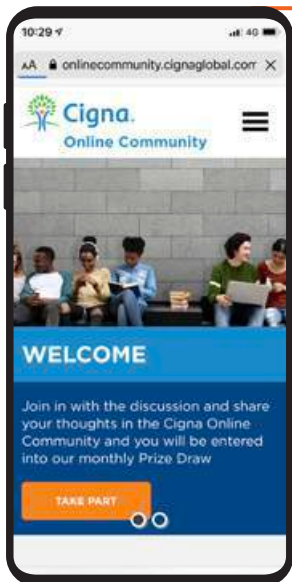 10:29
4G
AA onlinecommunity.cignaglobal.com X
Cigna.
Online Community
WELCOME
Join in with the discussion and share
your thoughts in the Cigna Online
Community and you will be entered
into our monthly Prize Draw
TAKE PART